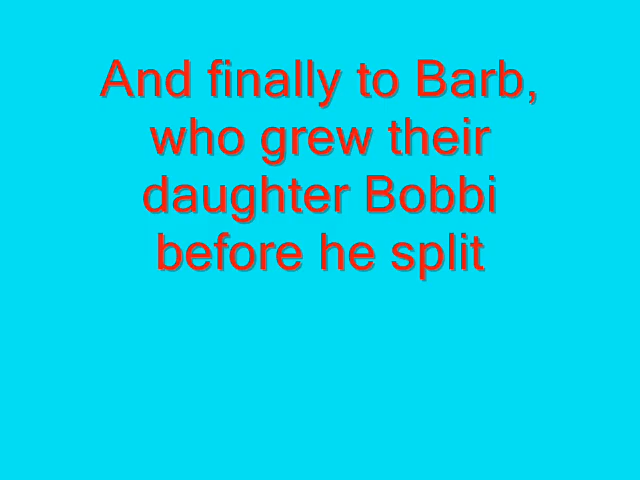 And finally to Barb,
who grew their
daughter Bobbi
before he split